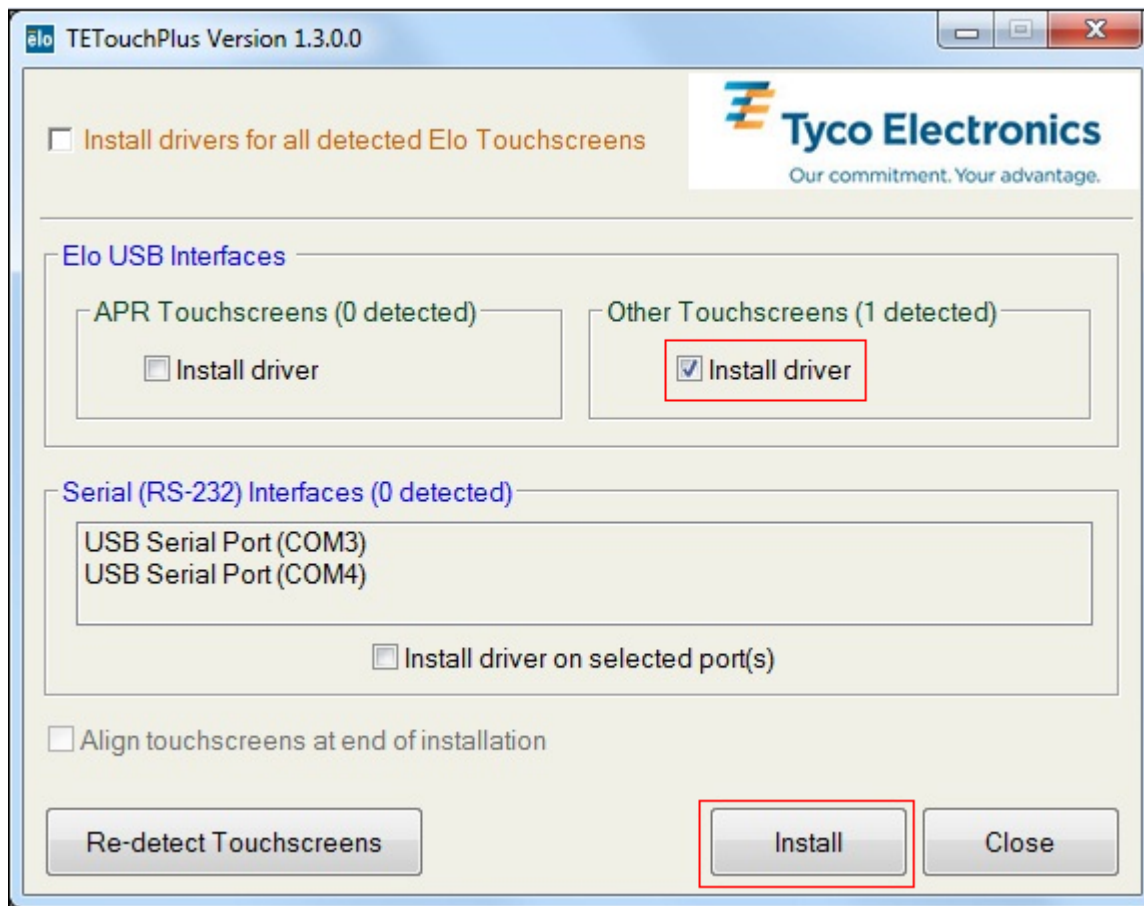 elo TETouchPlus Version 1.3.0.0
Install drivers for all detected Elo Touchscreens
Tyco Electronics
Our commitment. Your advantage.
Elo USB Interfaces
APR Touchscreens (0 detected)
Install driver
Other Touchscreens (1 detected)
Install driver
Serial (RS-232) Interfaces (0 detected)
USB Serial Port (COM3)
USB Serial Port (COM4)
Install driver on selected port(s)
Align touchscreens at end of installation
Re-detect Touchscreens
Install
Close